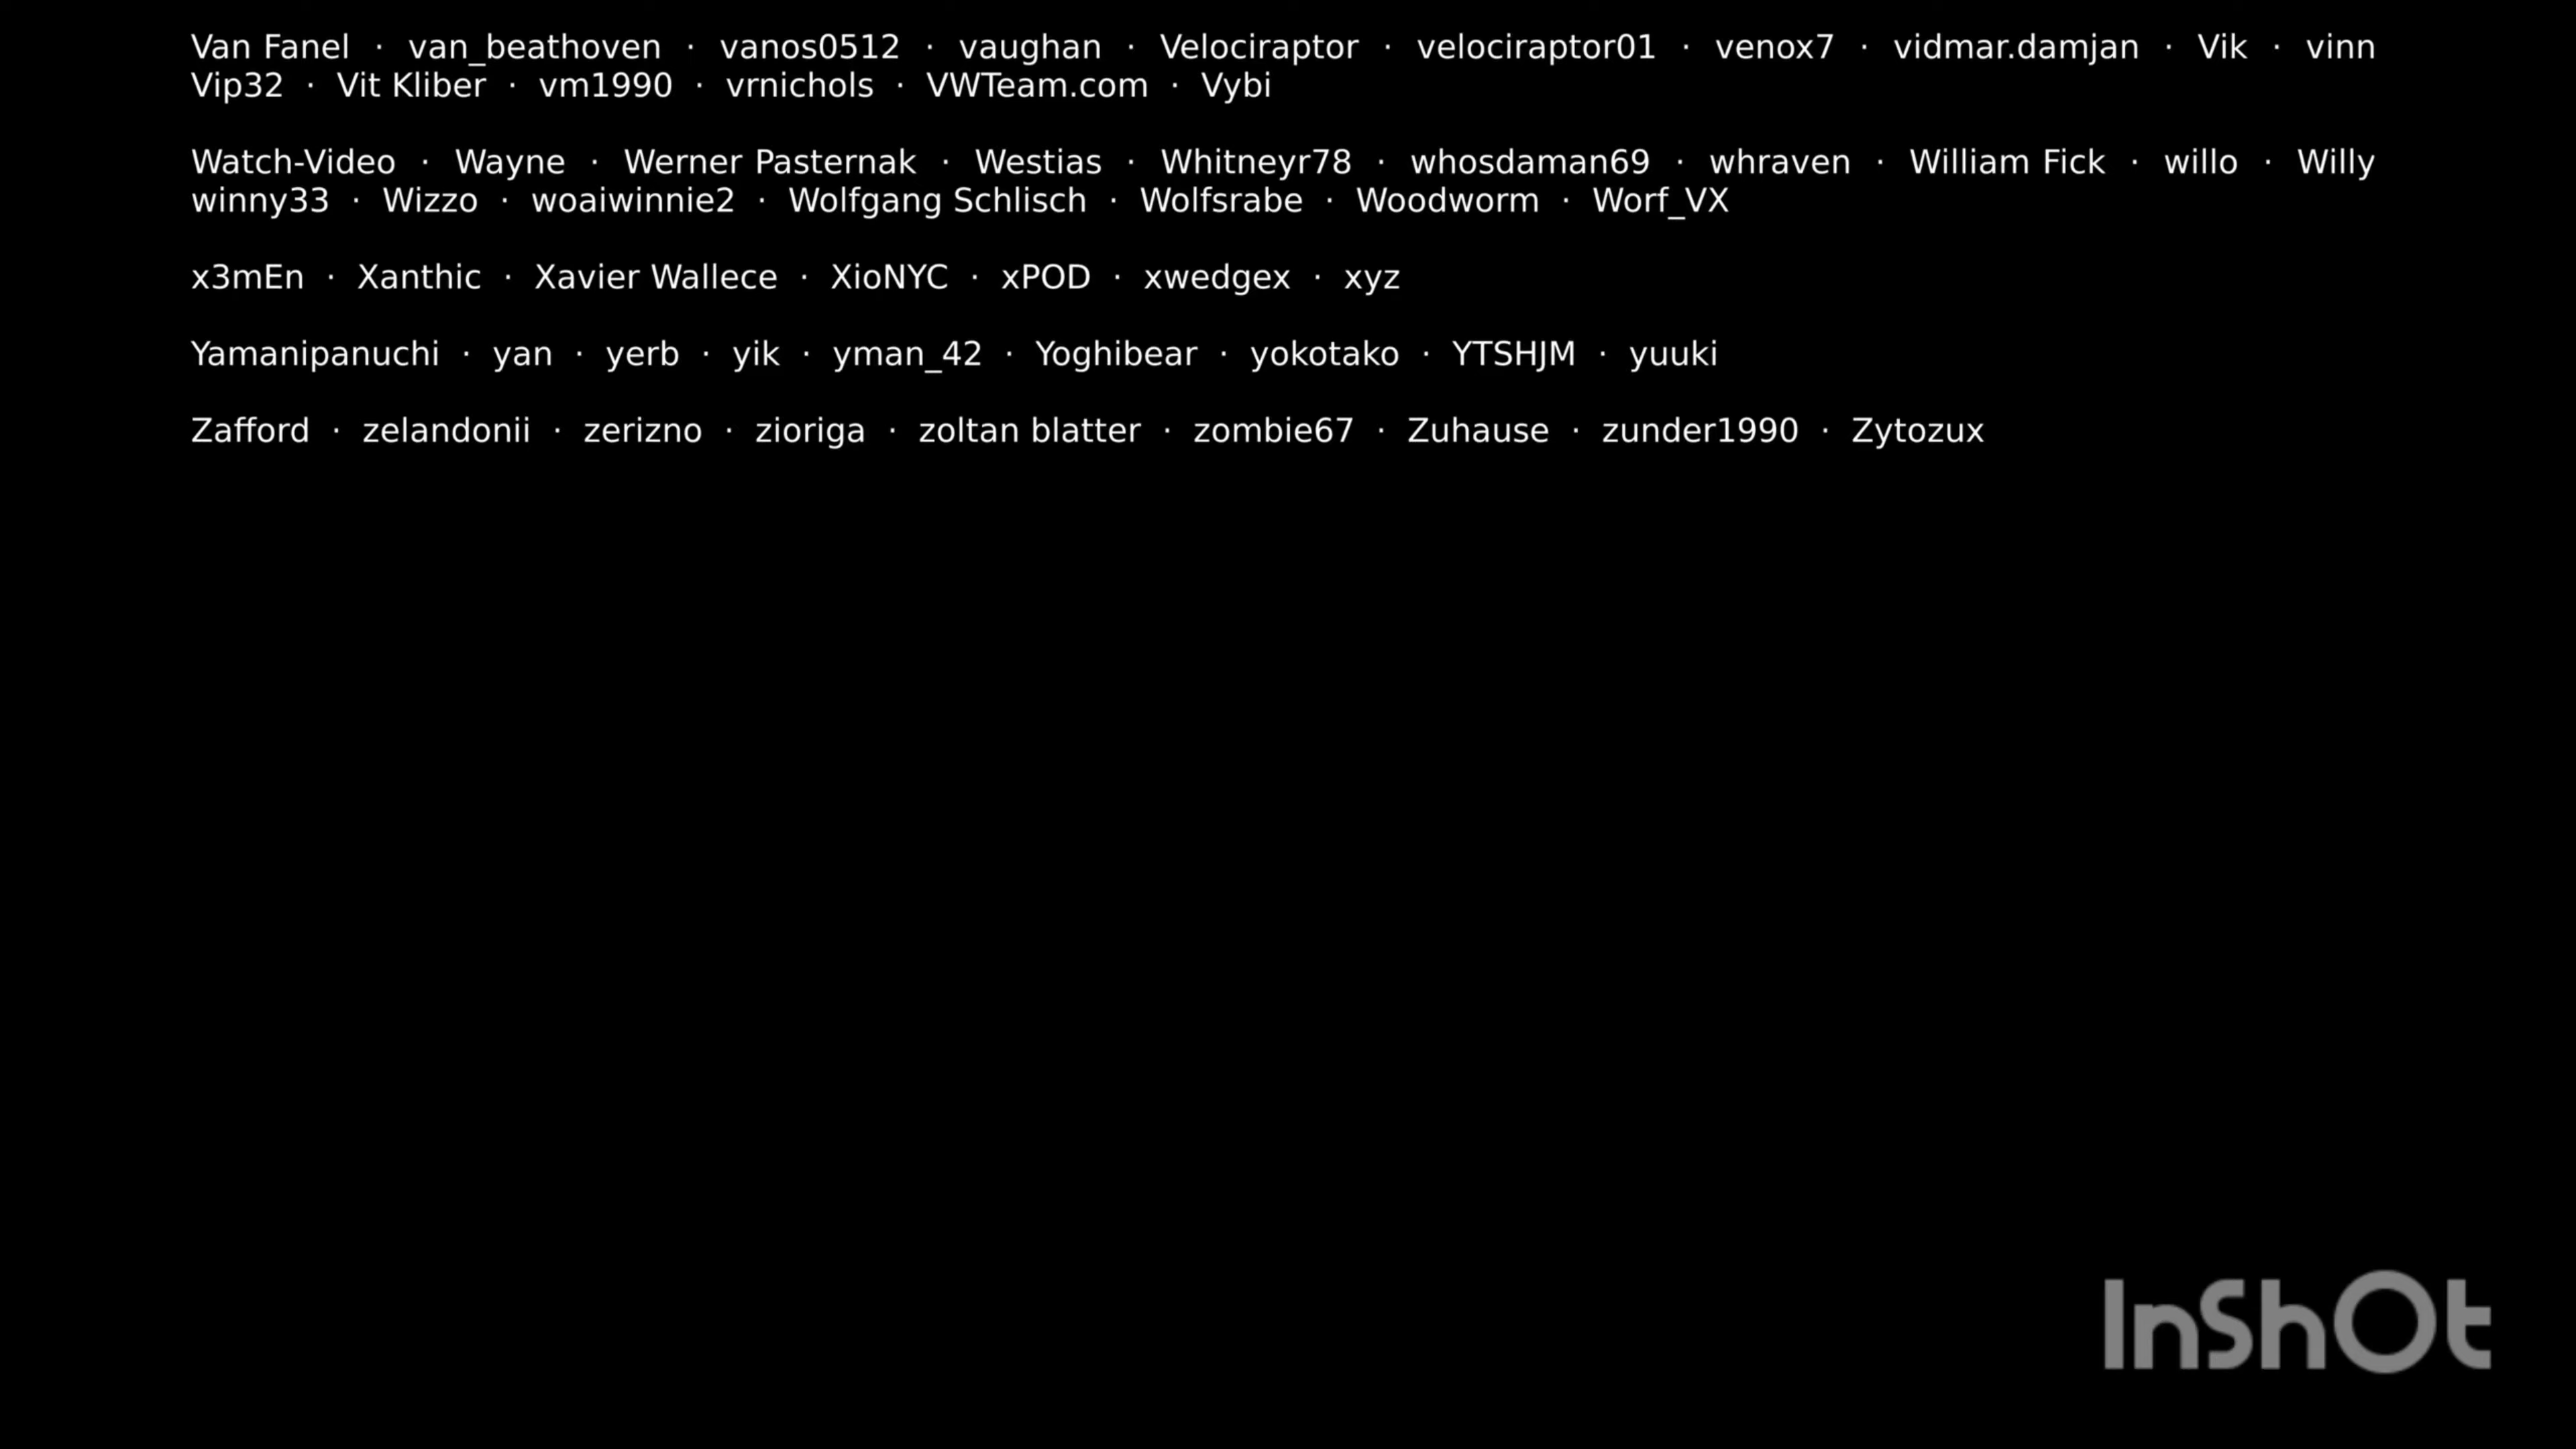 Van Fanel · van_beathoven · vanos0512 · vaughan · Velociraptor · velociraptor01 · venox7 · vidmar.damjan · Vik · vinn
Vip32 · Vit Kliber · vm1990 · vrnichols · VWTeam.com · Vybi
Watch-Video · Wayne · Werner Pasternak · Westias · Whitneyr78 · whosdaman69 · whraven · William Fick · willo · Willy
winny33 · Wizzo · woaiwinnie2 · Wolfgang Schlisch · Wolfsrabe · Woodworm · Worf_VX
x3mEn · Xanthic · Xavier Wallece · XioNYC · xPOD · xwedgex · xyz
Yamanipanuchi · yan · yerb · yik · yman_42 · Yoghibear · yokotako · YTSHJM · yuuki
Zafford · zelandonii · zerizno · zioriga · zoltan blatter · zombie67 · Zuhause · zunder1990 · Zytozux
InShOt